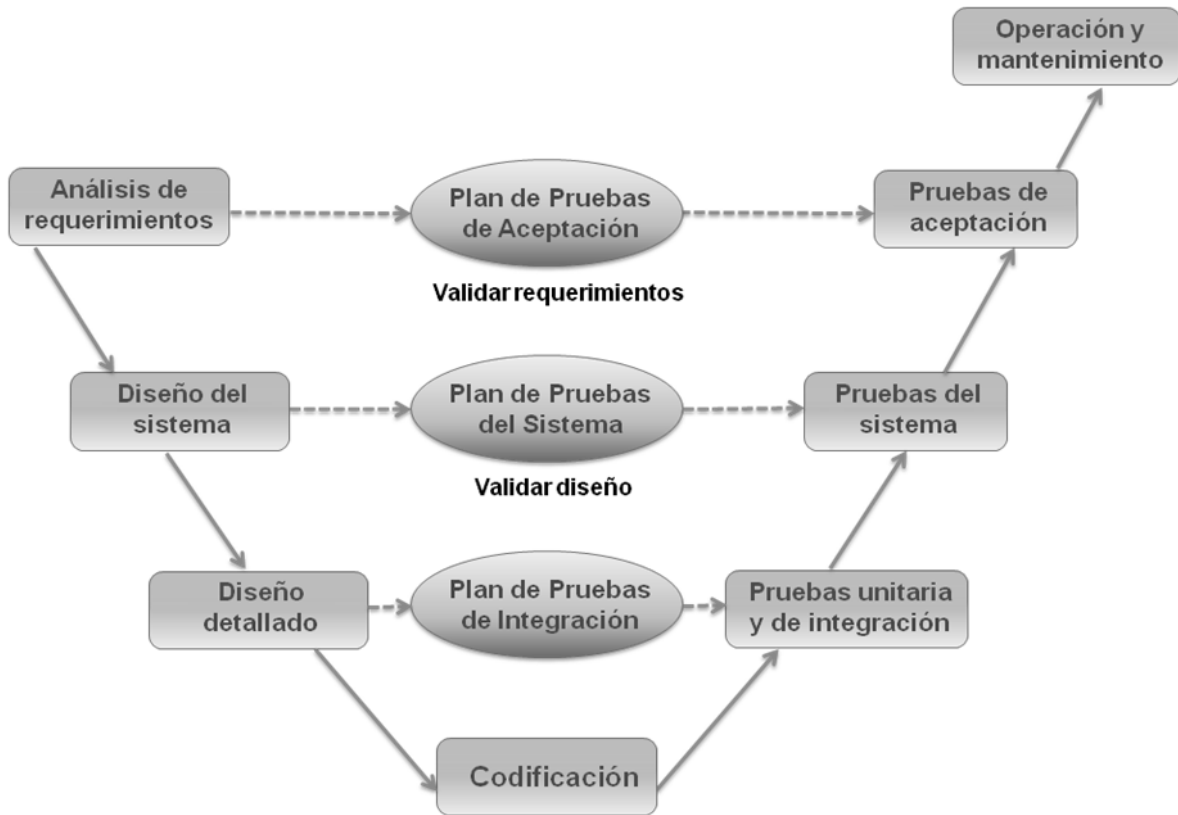 Operación y
mantenimiento
Análisis de
requerimientos
Plan de Pruebas
de Aceptación
Pruebas de
aceptación
Validar requerimientos
Diseño del
sistema
Plan de Pruebas
del Sistema
Pruebas del
sistema
Validar diseño
Diseño
detallado
Plan de Pruebas
de Integración
Pruebas unitaria
y de integración
Codificación